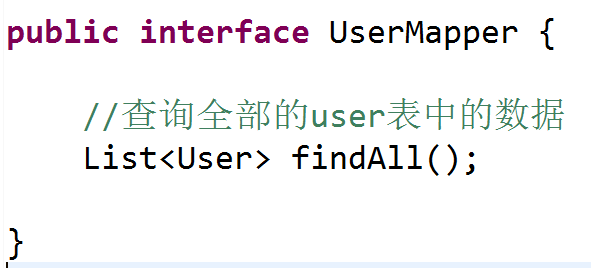 public interface UserMapper {
//查询全部的user表中的数据
List<User> findAll();
}